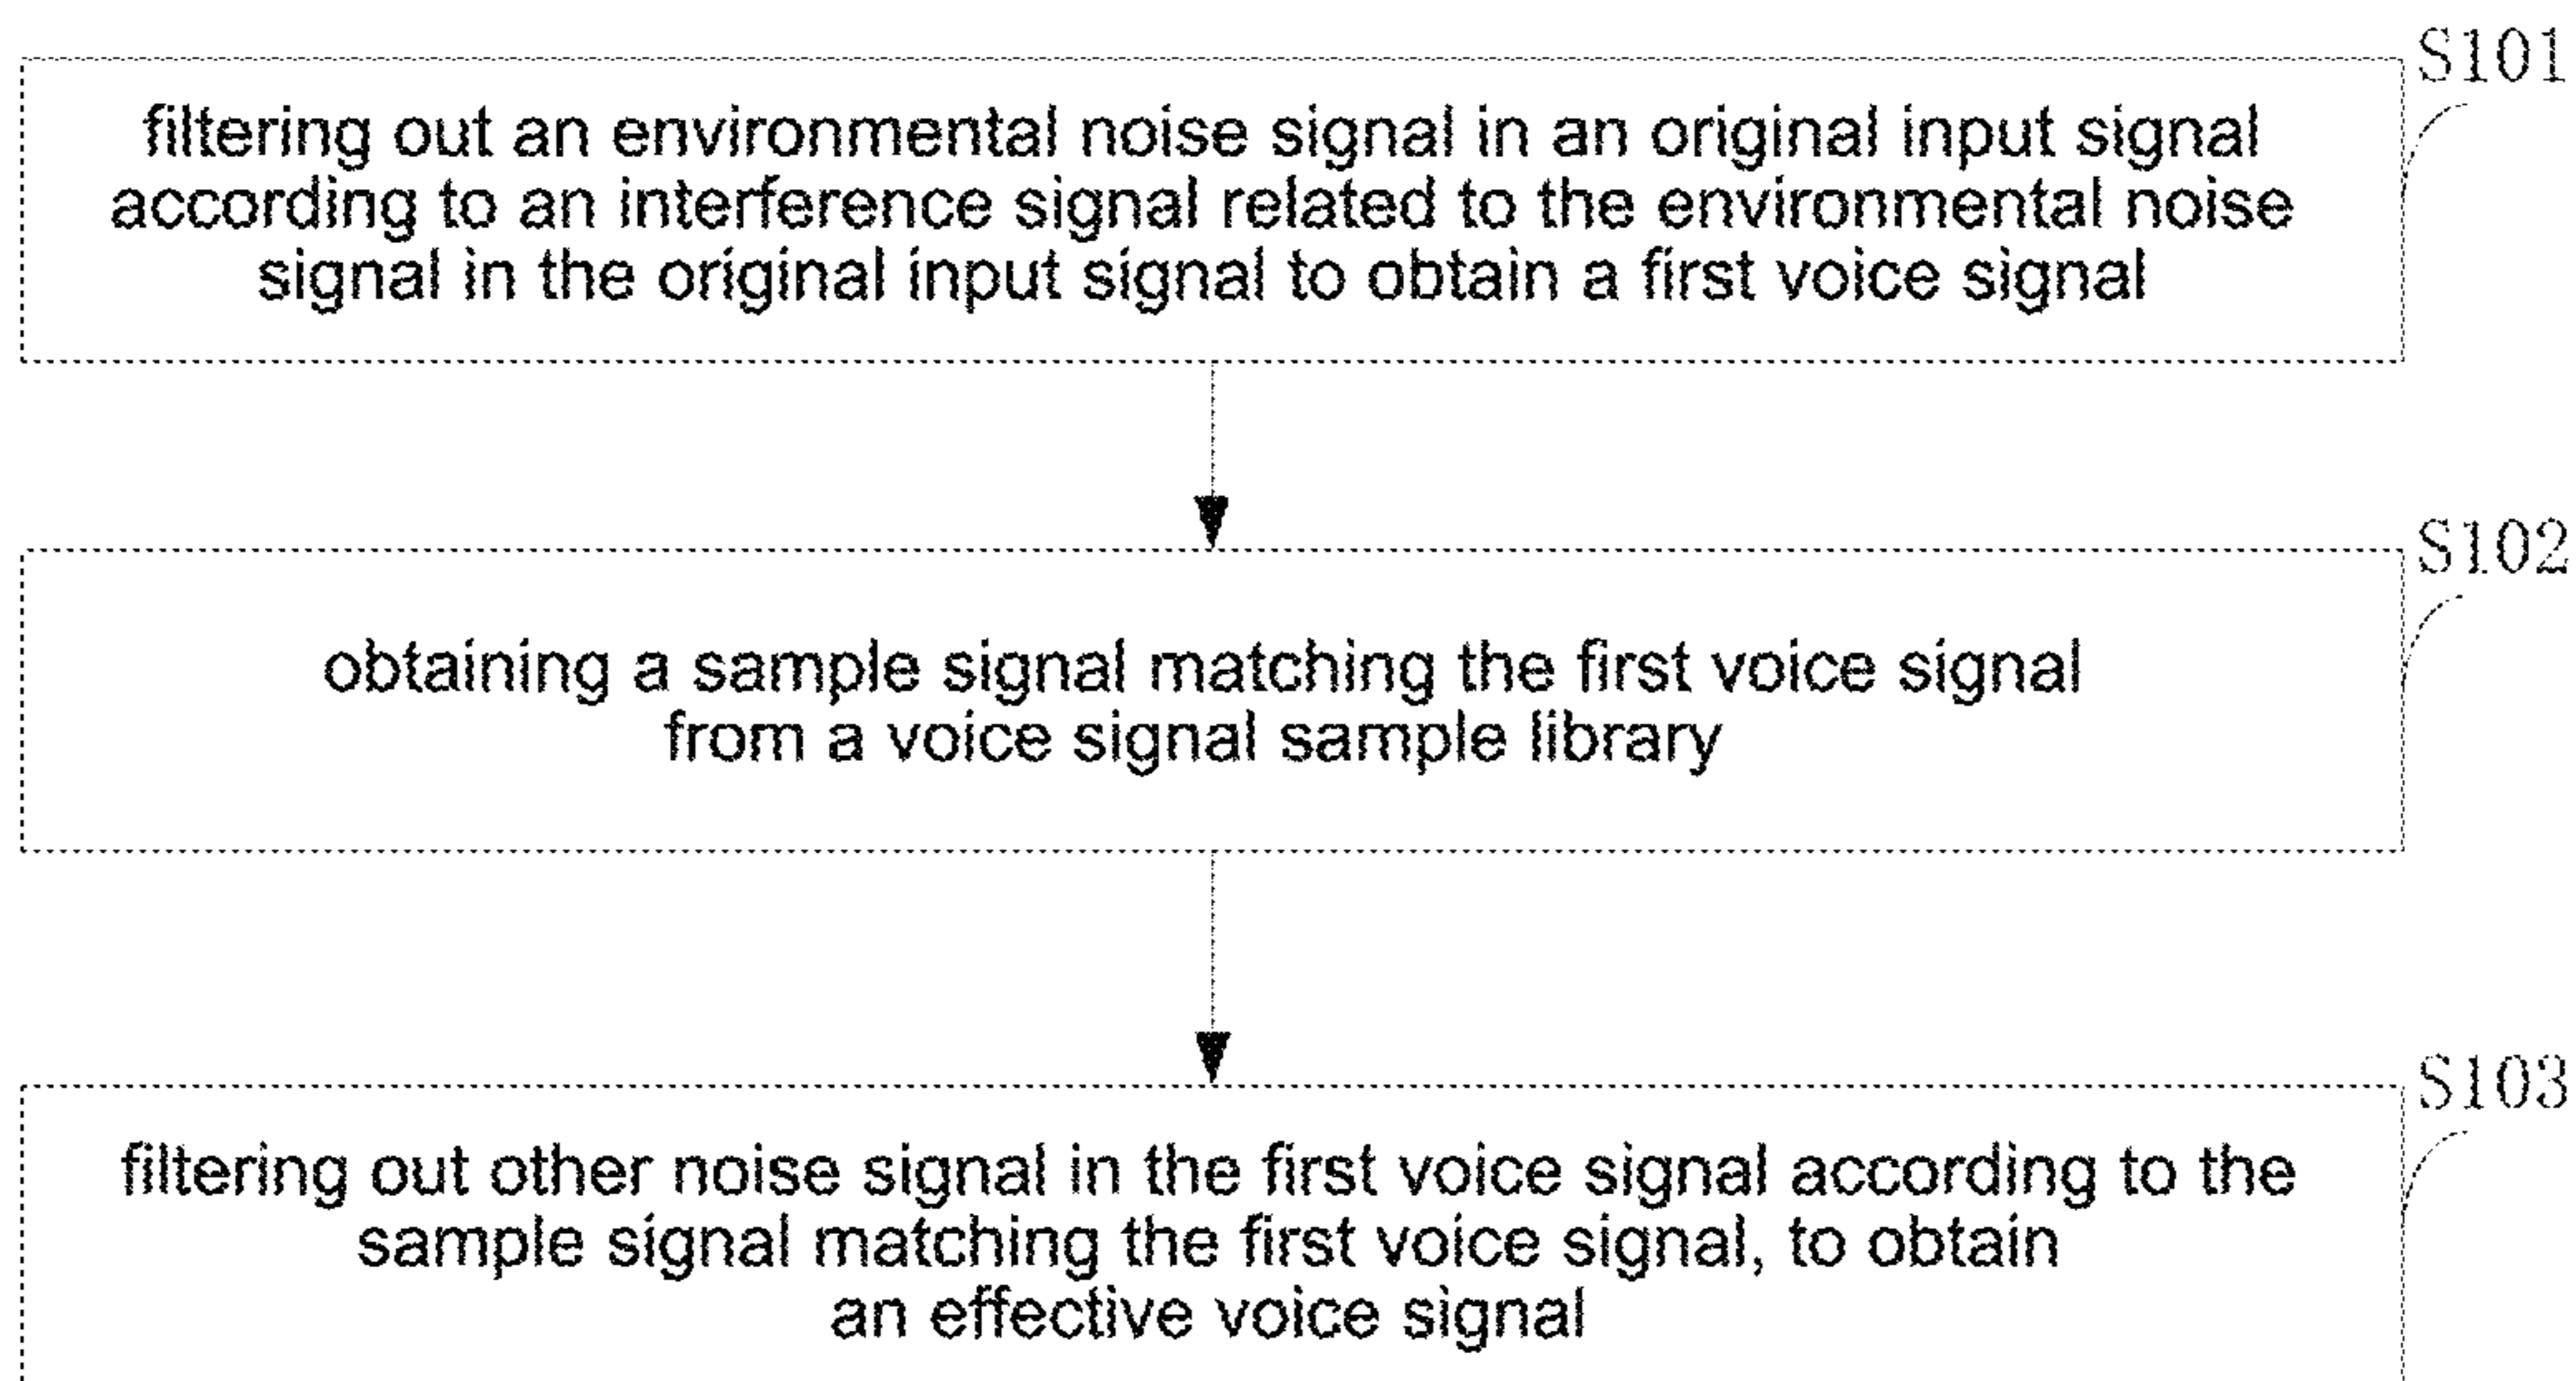 S101
filtering out an environmental noise signal in an original input signal
according to an interference signal related to the environmental noise
signal in the original input signal to obtain a first voice signal
S102
obtaining a sample signal matching the first voice signal
from a voice signal sample library
S103
filtering out other noise signal in the first voice signal according to the
sample signal matching the first voice signal, to obtain
an effective voice signal